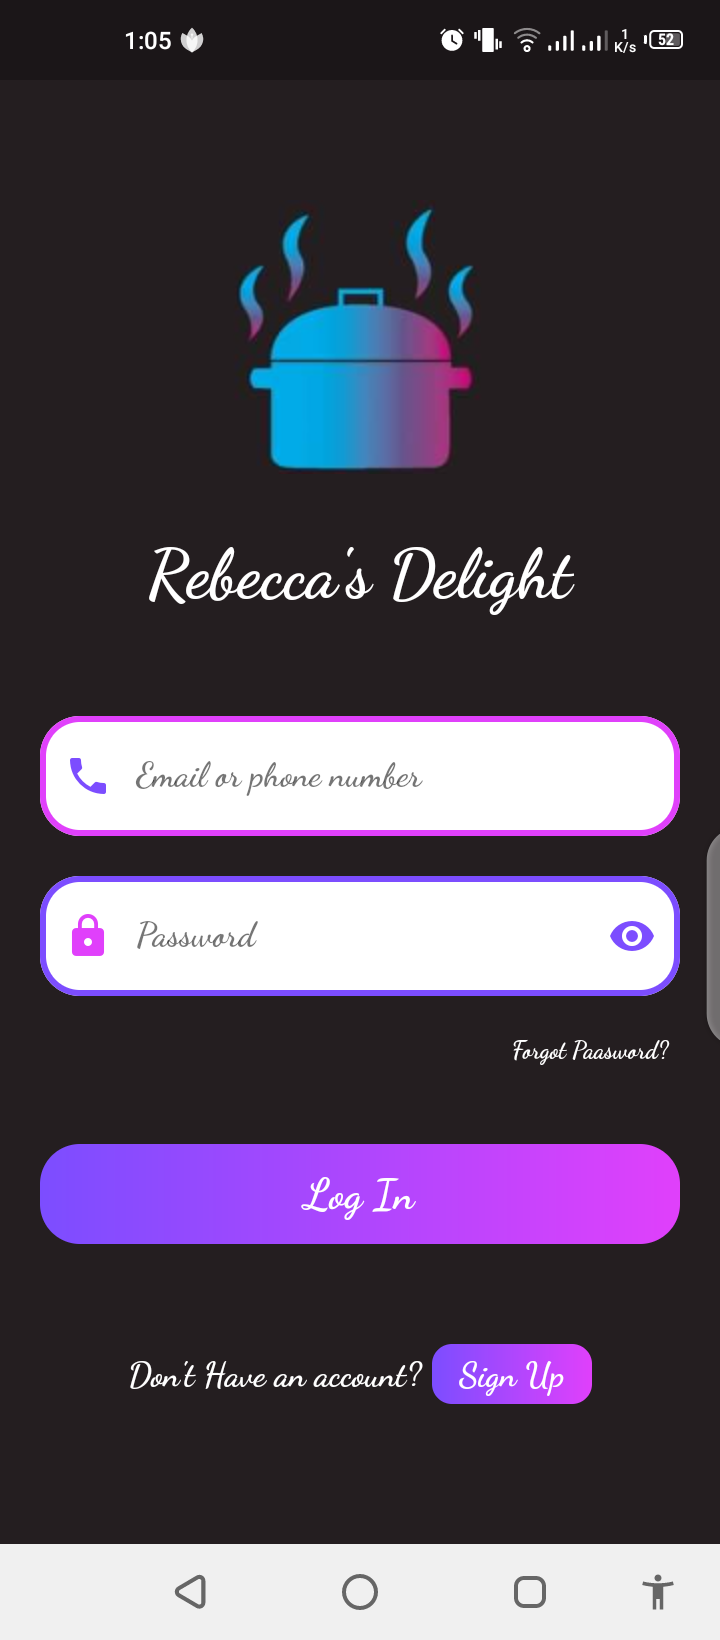 1:05
1
K/s
52
Rebecca's Delight
Email or phone number
Password
Forgot Paasword?
Log In
Don't Have an account? Sign Up